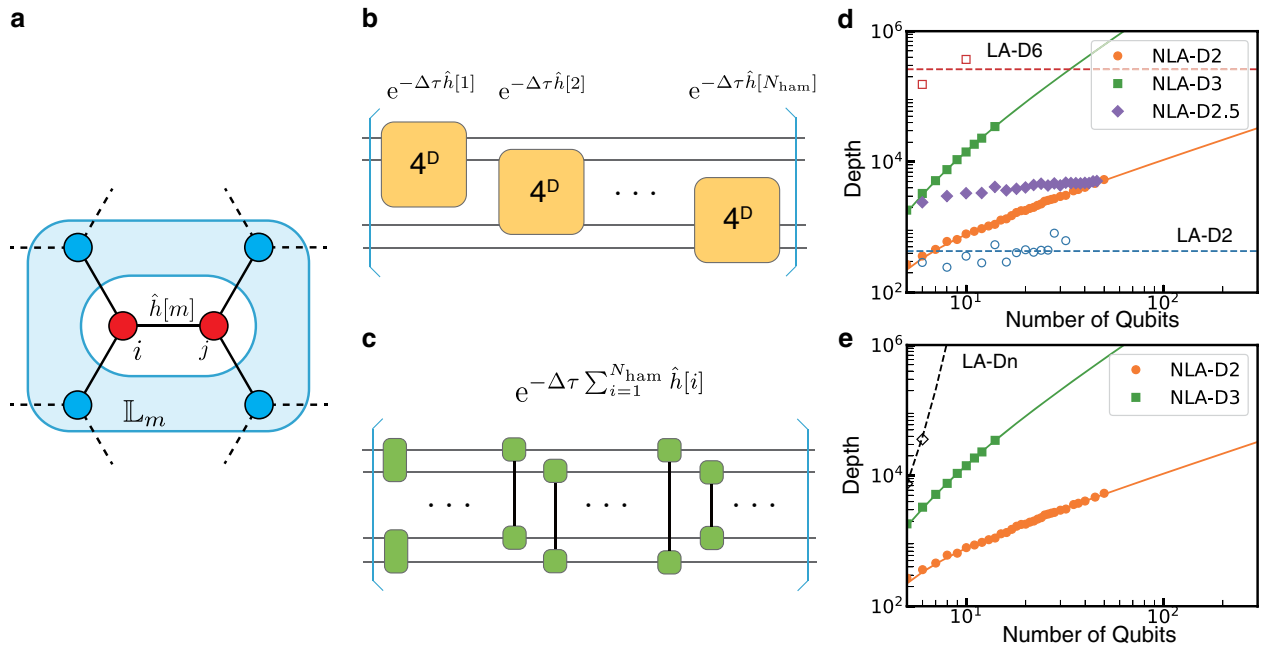 a
ĥ[m]
i
j
𝕃ₘ
b
e^{-Δτĥ[1]}
e^{-Δτĥ[2]}
e^{-Δτĥ[N_ham]}
4^D
4^D
. . .
4^D
c
e^{-Δτ ∑_{i=1}^{N_ham} ĥ[i]}
. . .
. . .
. . .
d
10^6
10^4
10^2
Depth
LA-D6
NLA-D2
NLA-D3
NLA-D2.5
LA-D2
10^1
10^2
Number of Qubits
e
10^6
10^4
10^2
Depth
LA-Dn
NLA-D2
NLA-D3
10^1
10^2
Number of Qubits